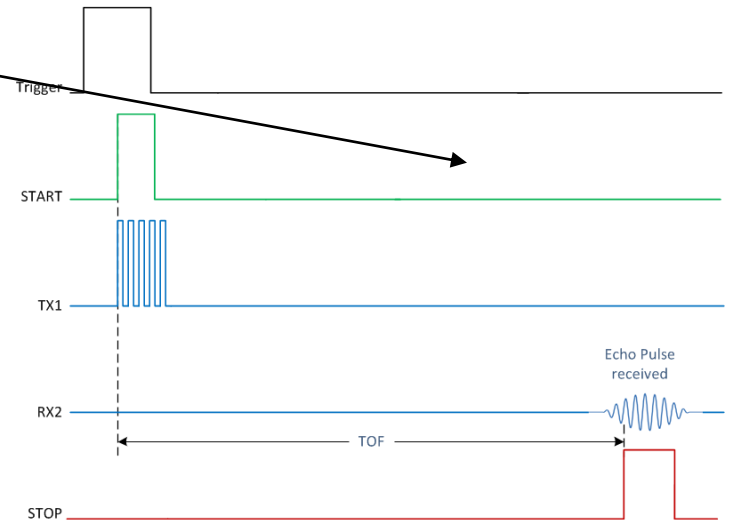 Trigger
START
TX1
Echo Pulse
received
RX2
TOF
STOP